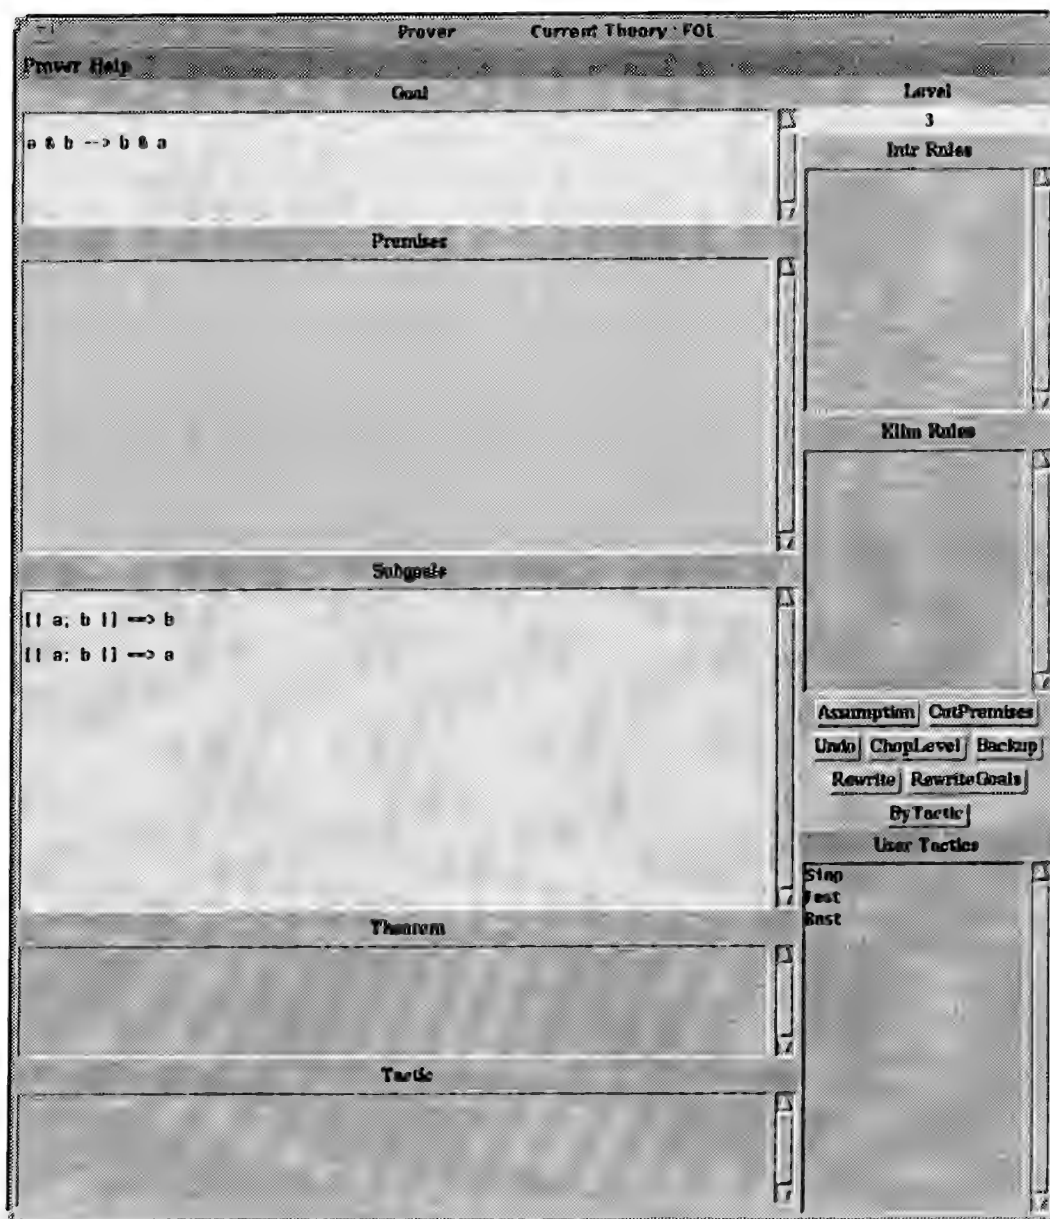 Prover Current Theory : FOL
Prover Help
Goal
Level
a & b --> b & a
3
Intr Rules
Premises
Elim Rules
Subgoals
[| a; b |] ==> b
[| a; b |] ==> a
Assumption CutPremises
Undo ChopLevel Backup
Rewrite RewriteGoals
ByTactic
User Tactics
Simp
Fast
Best
Theorem
Tactic